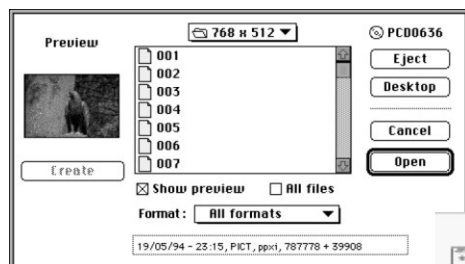 Preview
768 x 512
PCD0636
001
002
003
004
005
006
007
Create
Eject
Desktop
Cancel
Open
Show preview
All files
Format : All formats
19/05/94 - 23:15, PICT, ppxi, 787778 + 39908